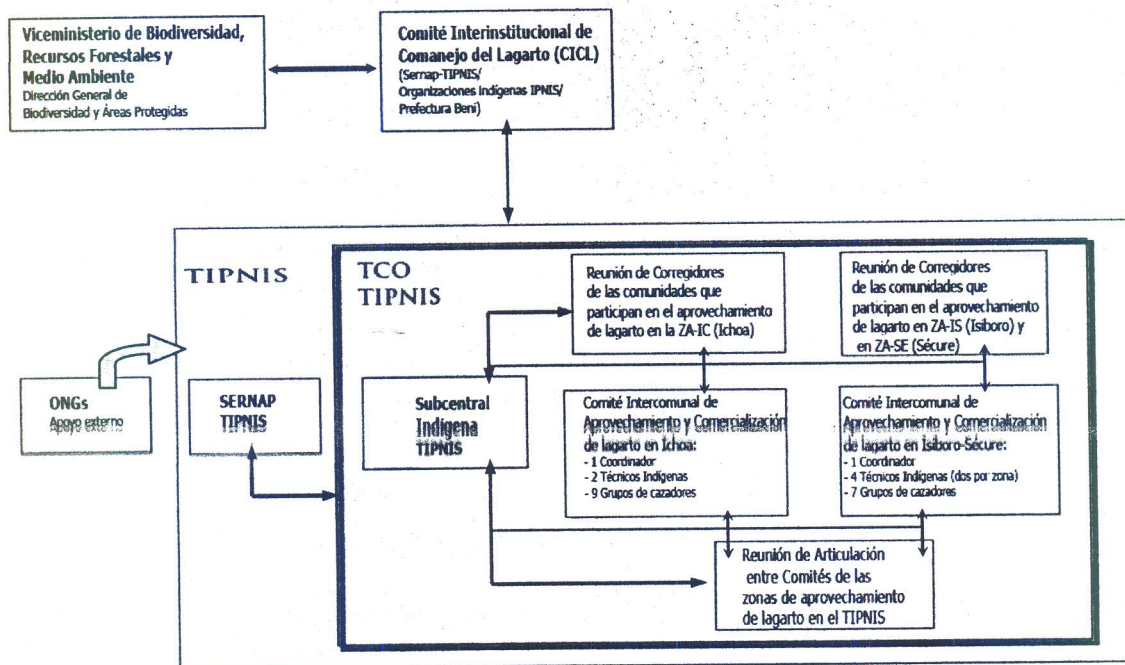 Viceministerio de Biodiversidad,
Recursos Forestales y
Medio Ambiente
Dirección General de
Biodiversidad y Áreas Protegidas
Comité Interinstitucional de
Comanejo del Lagarto (CICL)
(Sernap-TIPNIS/
Organizaciones Indígenas IPNIS/
Prefectura Beni)
TIPNIS
TCO
TIPNIS
Reunión de Corregidores
de las comunidades que
participan en el aprovechamiento
de lagarto en la ZA-IC (Ichoa)
Reunión de Corregidores
de las comunidades que
participan en el aprovechamiento
de lagarto en ZA-IS (Isiboro) y
en ZA-SE (Sécure)
ONGs
Apoyo externo
SERNAP
TIPNIS
Subcentral
Indígena
TIPNIS
Comité Intercomunal de
Aprovechamiento y Comercialización
de lagarto en Ichoa:
- 1 Coordinador
- 2 Técnicos Indígenas
- 9 Grupos de cazadores
Comité Intercomunal de
Aprovechamiento y Comercialización
de lagarto en Isiboro-Sécure:
- 1 Coordinador
- 4 Técnicos Indígenas (dos por zona)
- 7 Grupos de cazadores
Reunión de Articulación
entre Comités de las
zonas de aprovechamiento
de lagarto en el TIPNIS